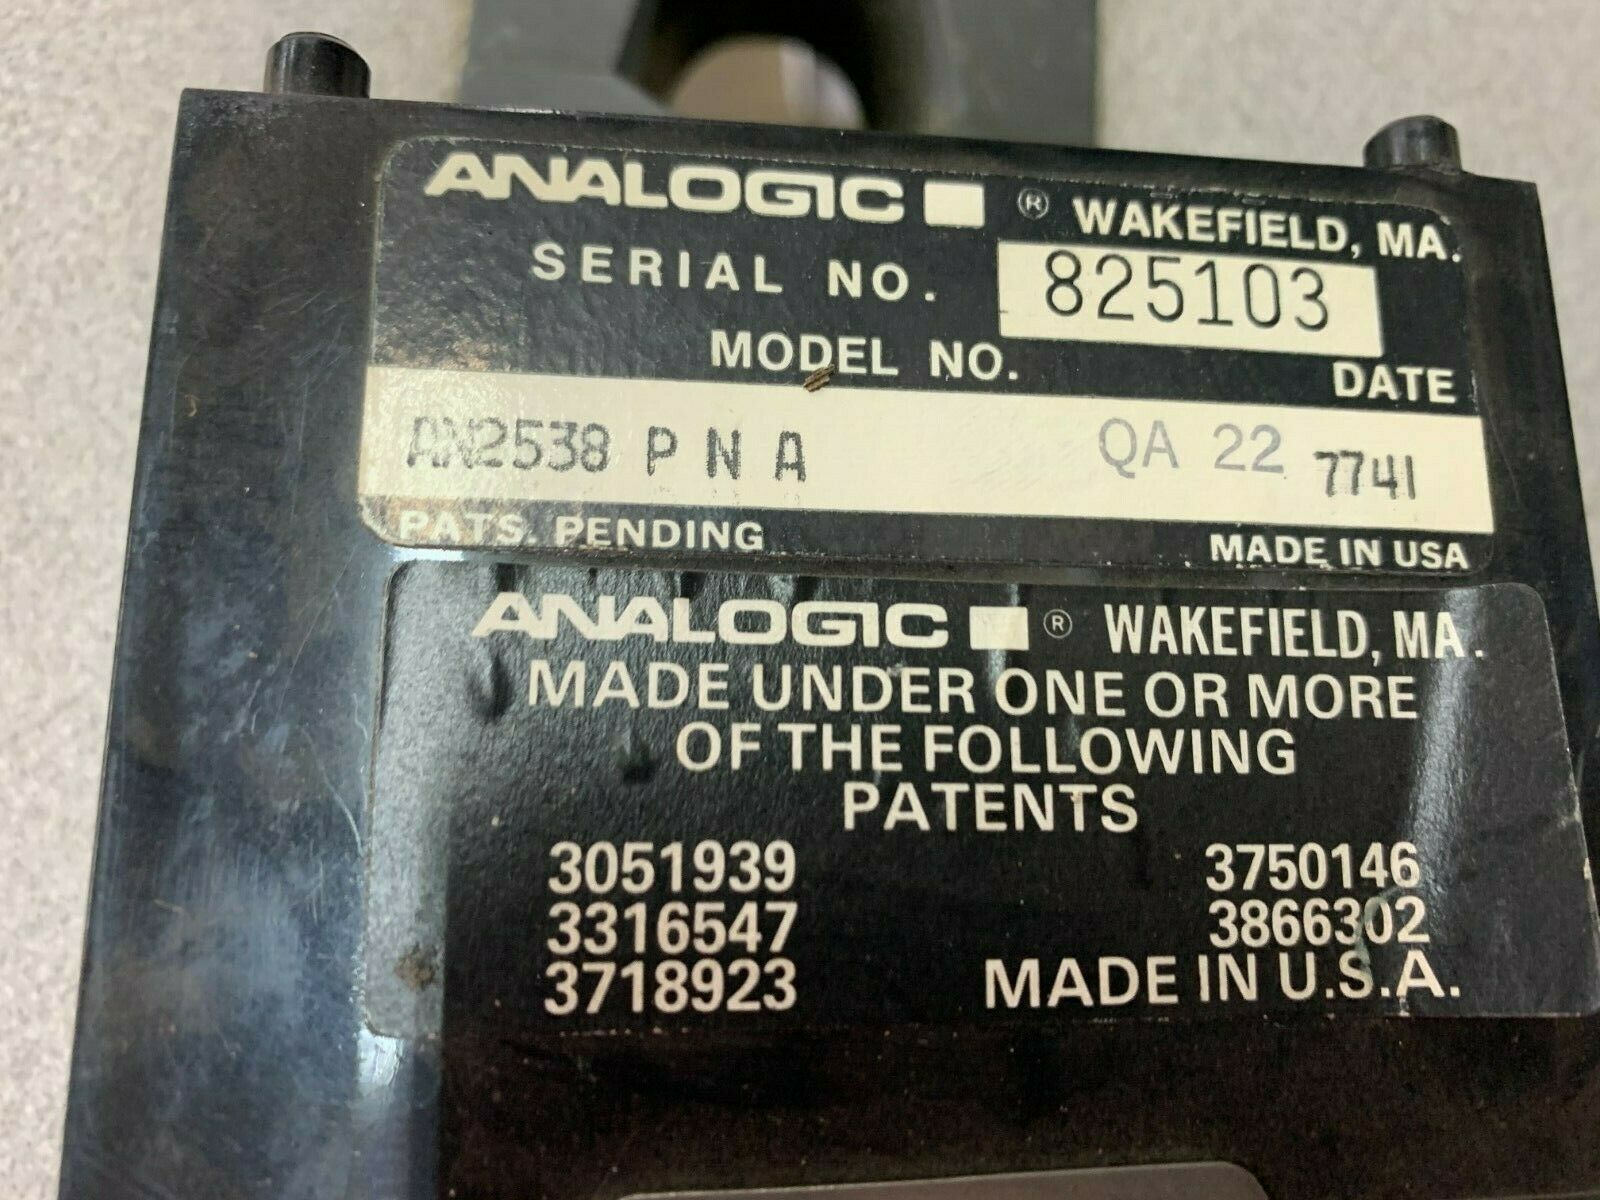 ANALOGIC ® WAKEFIELD, MA.
SERIAL NO. 825103
MODEL NO. DATE
AN2538 P N A QA 22 7741
PATS. PENDING MADE IN USA
ANALOGIC ® WAKEFIELD, MA.
MADE UNDER ONE OR MORE
OF THE FOLLOWING
PATENTS
3051939 3750146
3316547 3866302
3718923 MADE IN U.S.A.